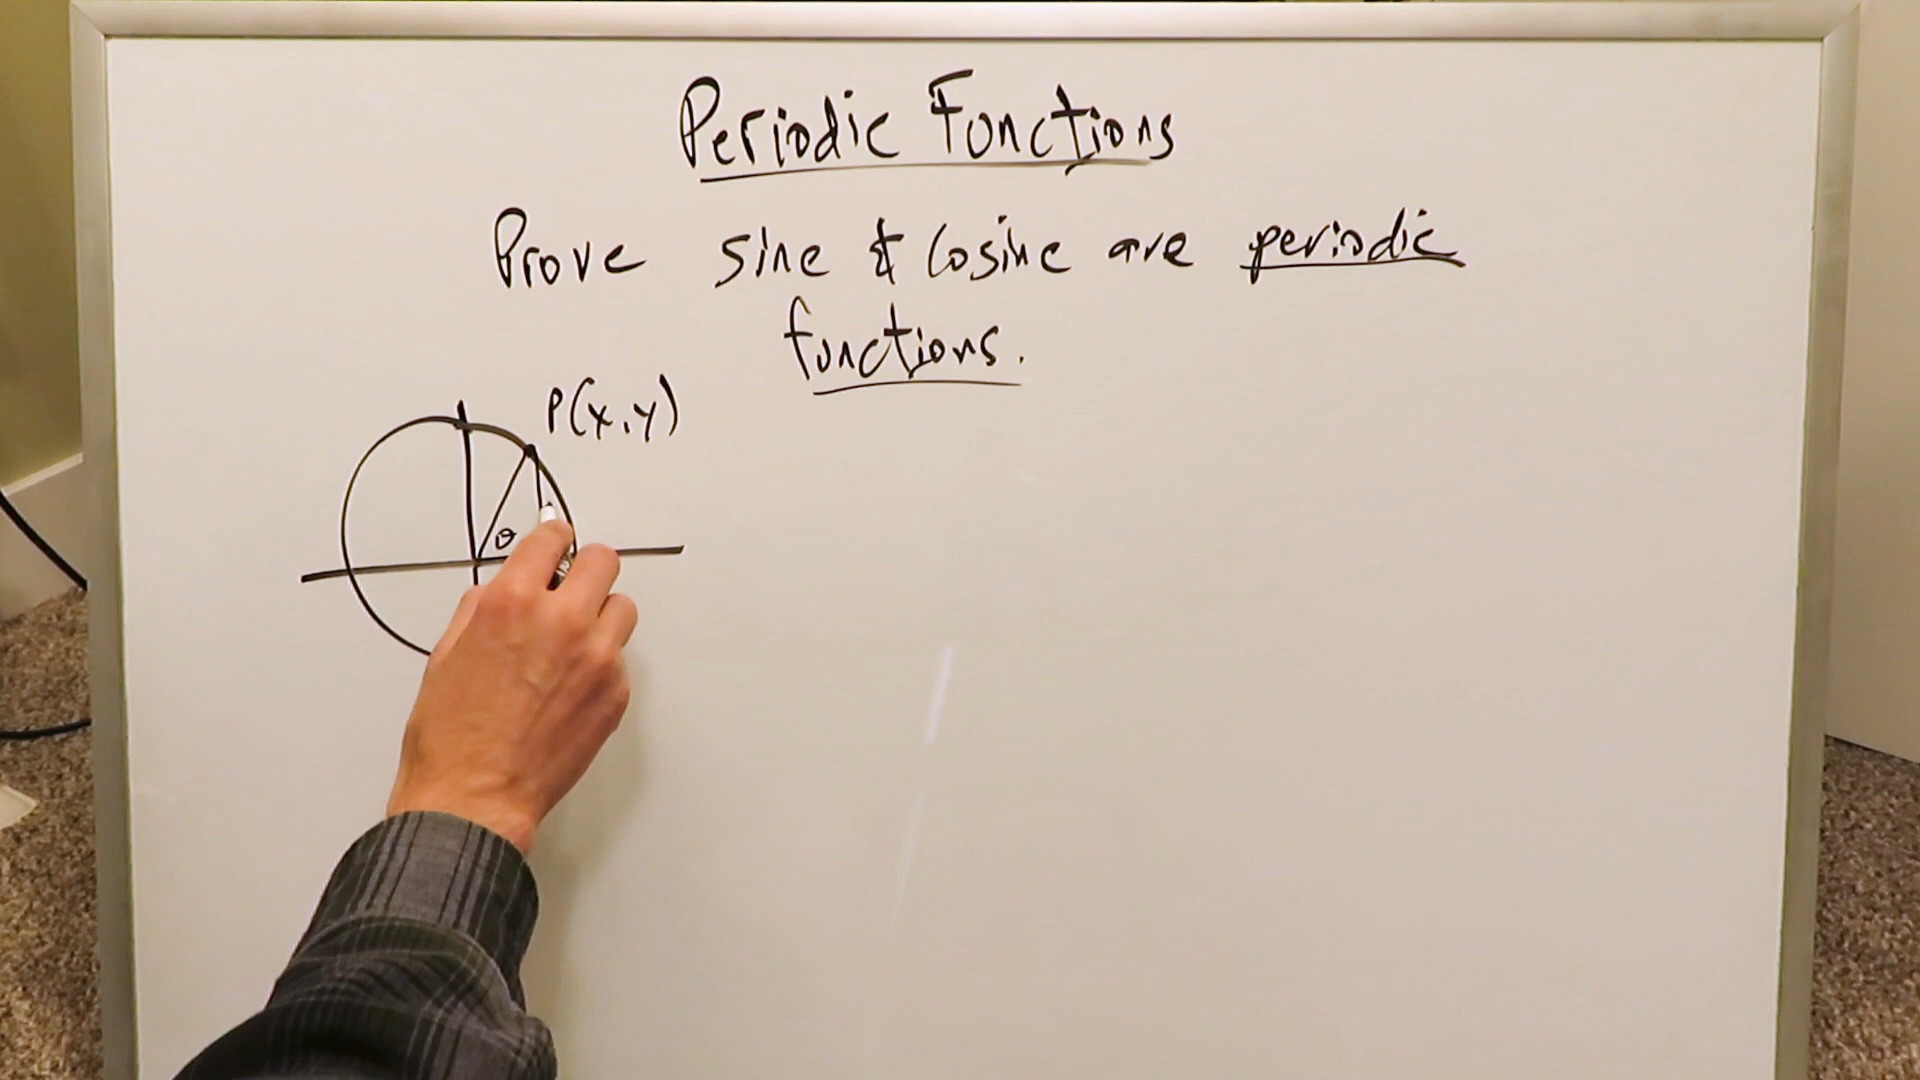 Periodic Functions
Prove sine & cosine are periodic
functions.
P(x,y)
θ